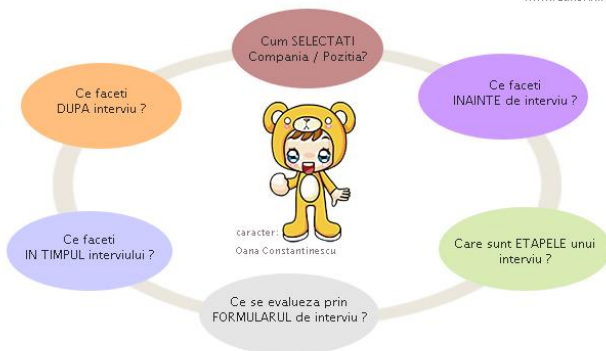 Cum SELECTATI
Compania / Pozitia?
Ce faceti
INAINTE de interviu ?
Care sunt ETAPELE unui
interviu ?
Ce se evalueza prin
FORMULARUL de interviu ?
Ce faceti
IN TIMPUL interviului ?
Ce faceti
DUPA interviu ?
caracter:
Oana Constantinescu